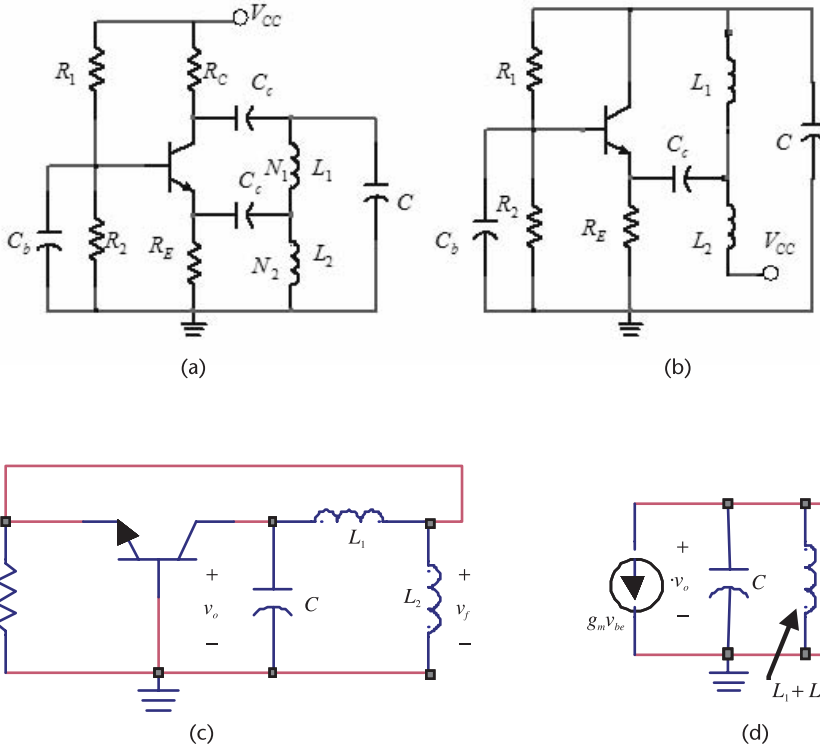 V_CC
R_1
R_C
C_c
N_1
L_1
C_c
C
C_b
R_2
R_E
L_2
N_2
(a)
R_1
L_1
C
C_c
R_2
C_b
R_E
L_2
V_CC
(b)
L_1
+
v_o
−
C
L_2
+
v_f
−
(c)
+
·v_o
−
C
g_m v_be
L_1 + L
(d)